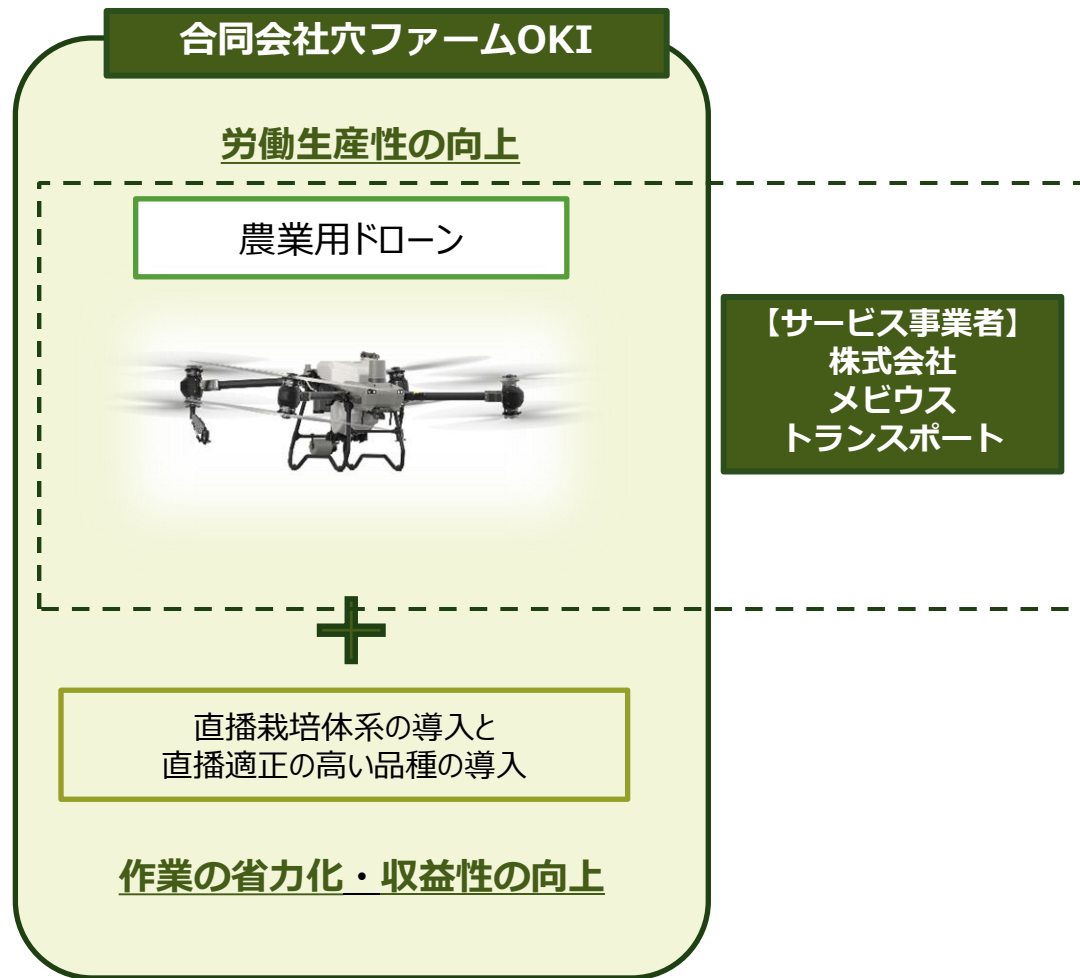 合同会社穴ファームOKI
労働生産性の向上
農業用ドローン
【サービス事業者】
株式会社
メビウス
トランスポート
直播栽培体系の導入と
直播適正の高い品種の導入
作業の省力化・収益性の向上